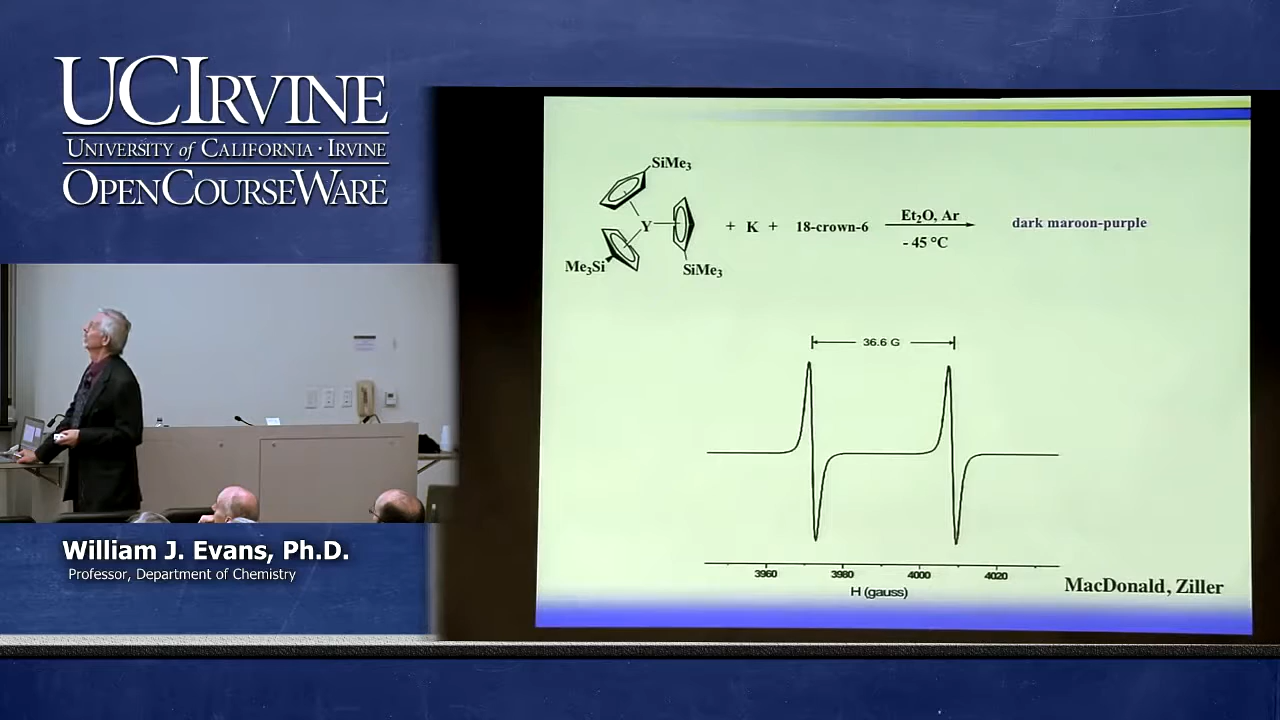 UCIRVINE
UNIVERSITY of CALIFORNIA · IRVINE
OPENCOURSEWARE
SiMe3
Y
Me3Si
SiMe3
+ K + 18-crown-6
Et2O, Ar
- 45 °C
dark maroon-purple
36.6 G
3960 3980 4000 4020
H (gauss)
MacDonald, Ziller
William J. Evans, Ph.D.
Professor, Department of Chemistry